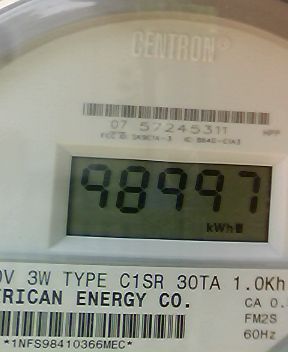 CENTRON®
07 57245311
98997
kWh
0V 3W TYPE C1SR 30TA 1.0Kh
ERICAN ENERGY CO.
CA 0.
FM2S
60Hz
*1NFS98410366MEC*